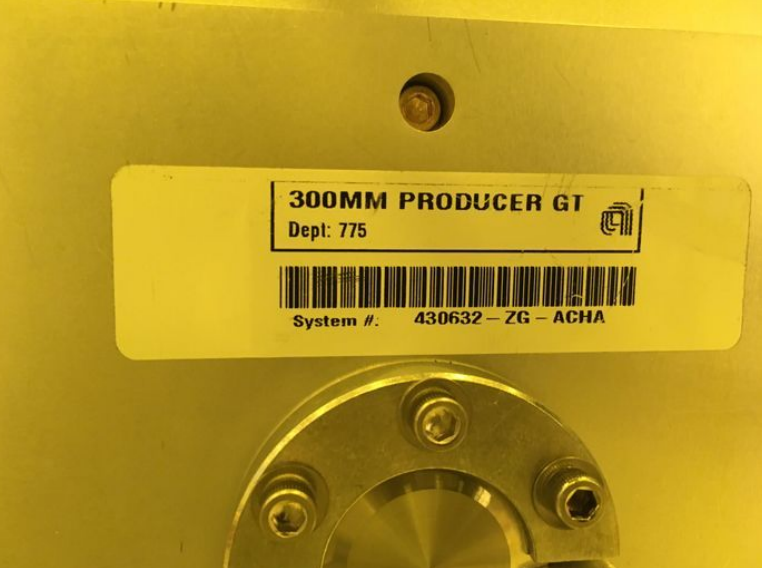 300MM PRODUCER GT
Dept: 775
System #: 430632-ZG-ACHA